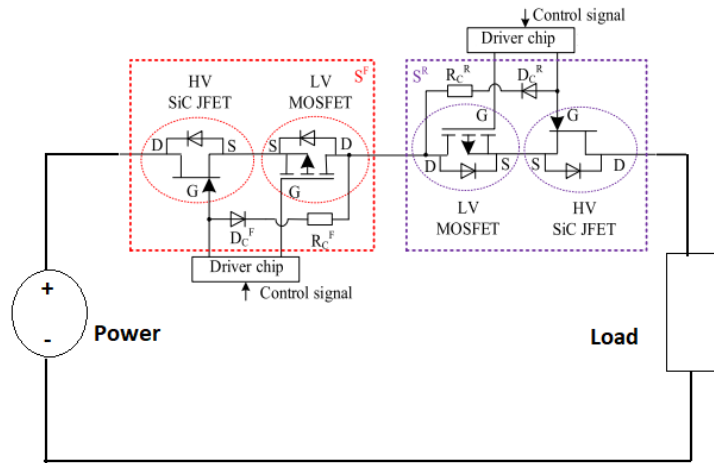 Control signal
Driver chip
S^F
HV
SiC JFET
LV
MOSFET
S^R
R_C^R
D_C^R
G
G
D
S
S
D
D
S
S
D
G
G
D_C^F
R_C^F
LV
MOSFET
HV
SiC JFET
Driver chip
Control signal
+
-
Power
Load